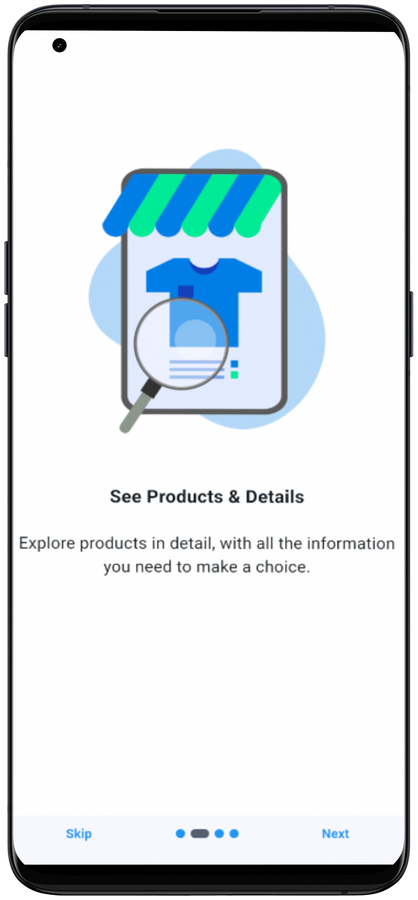 See Products & Details
Explore products in detail, with all the information
you need to make a choice.
Skip
Next